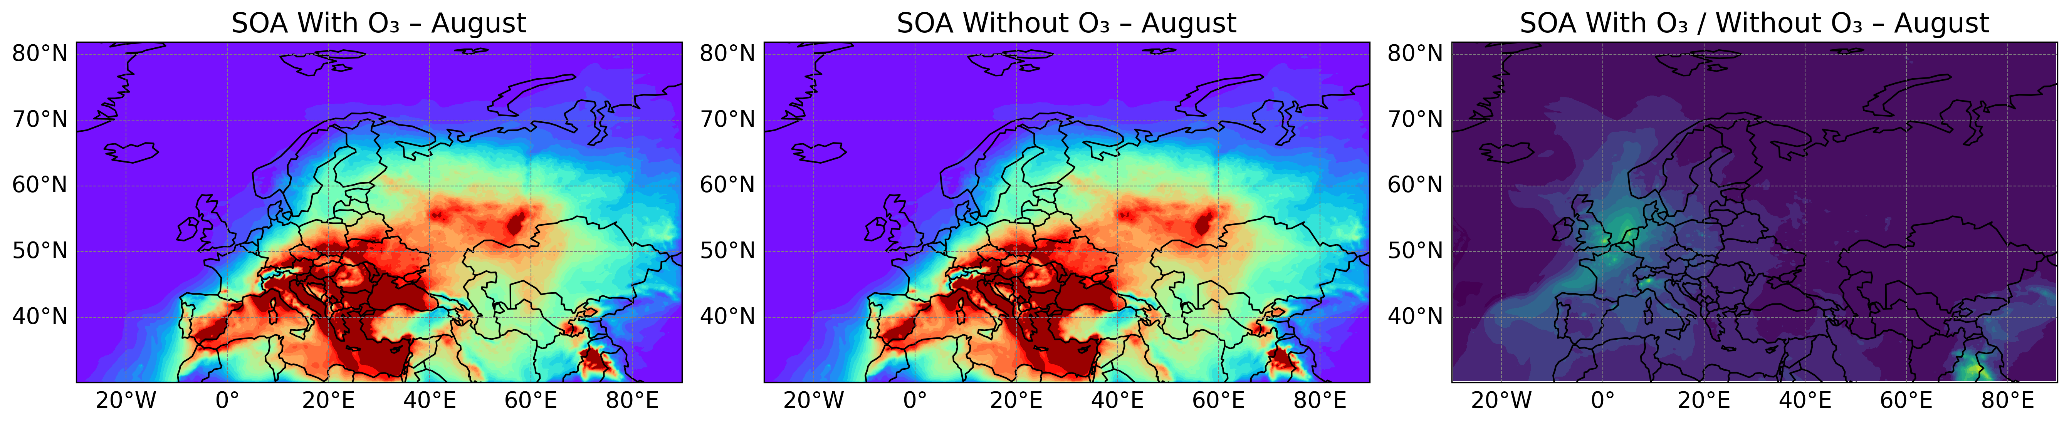 SOA With O₃ – August
SOA Without O₃ – August
SOA With O₃ / Without O₃ – August
80°N
70°N
60°N
50°N
40°N
20°W 0° 20°E 40°E 60°E 80°E
80°N
70°N
60°N
50°N
40°N
20°W 0° 20°E 40°E 60°E 80°E
80°N
70°N
60°N
50°N
40°N
20°W 0° 20°E 40°E 60°E 80°E